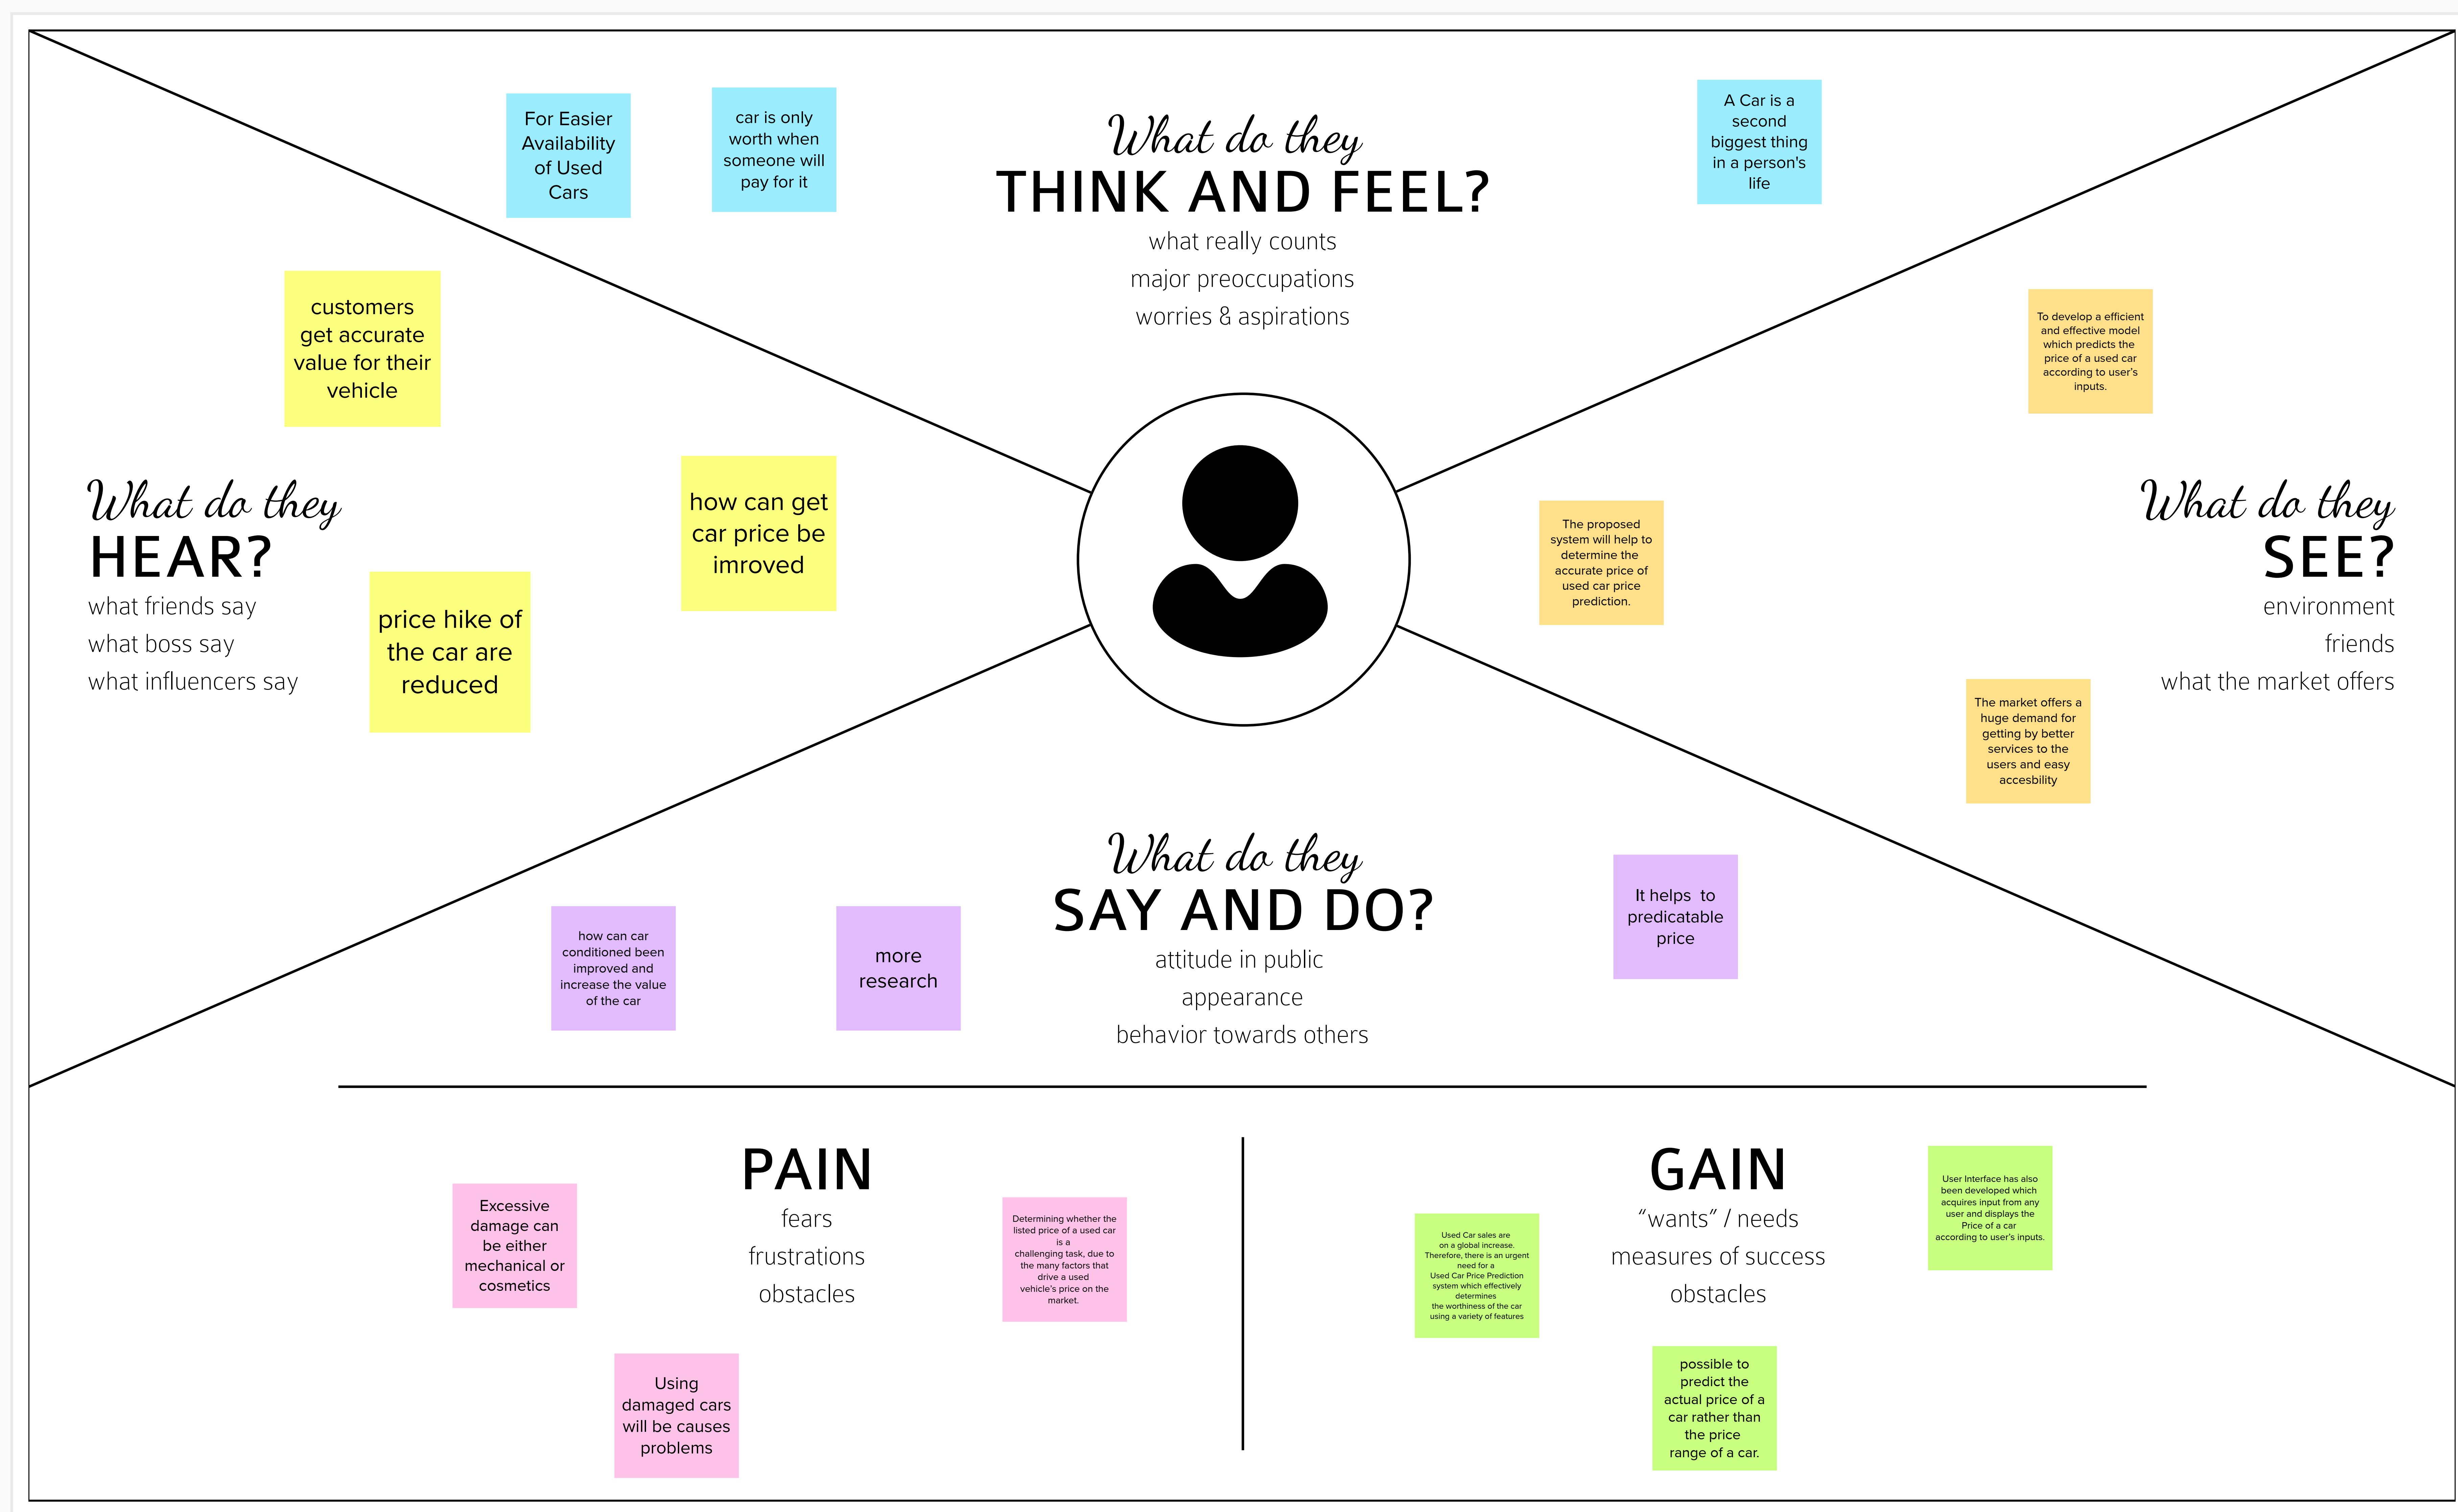 For Easier
Availability
of Used
Cars
car is only
worth when
someone will
pay for it
What do they
THINK AND FEEL?
what really counts
major preoccupations
worries & aspirations
A Car is a
second
biggest thing
in a person's
life
customers
get accurate
value for their
vehicle
how can get
car price be
imroved
What do they
HEAR?
what friends say
what boss say
what influencers say
price hike of
the car are
reduced
To develop a efficient
and effective model
which predicts the
price of a used car
according to user's
inputs.
The proposed
system will help to
determine the
accurate price of
used car price
prediction.
What do they
SEE?
environment
friends
what the market offers
The market offers a
huge demand for
getting by better
services to the
users and easy
accesbility
What do they
SAY AND DO?
attitude in public
appearance
behavior towards others
how can car
conditioned been
improved and
increase the value
of the car
more
research
It helps to
predicatable
price
PAIN
fears
frustrations
obstacles
Excessive
damage can
be either
mechanical or
cosmetics
Determining whether the
listed price of a used car
is a
challenging task, due to
the many factors that
drive a used
vehicle's price on the
market.
Using
damaged cars
will be causes
problems
GAIN
“wants” / needs
measures of success
obstacles
Used Car sales are
on a global increase.
Therefore, there is an urgent
need for a
Used Car Price Prediction
system which effectively
determines
the worthiness of the car
using a variety of features
User Interface has also
been developed which
acquires input from any
user and displays the
Price of a car
according to user's inputs.
possible to
predict the
actual price of a
car rather than
the price
range of a car.